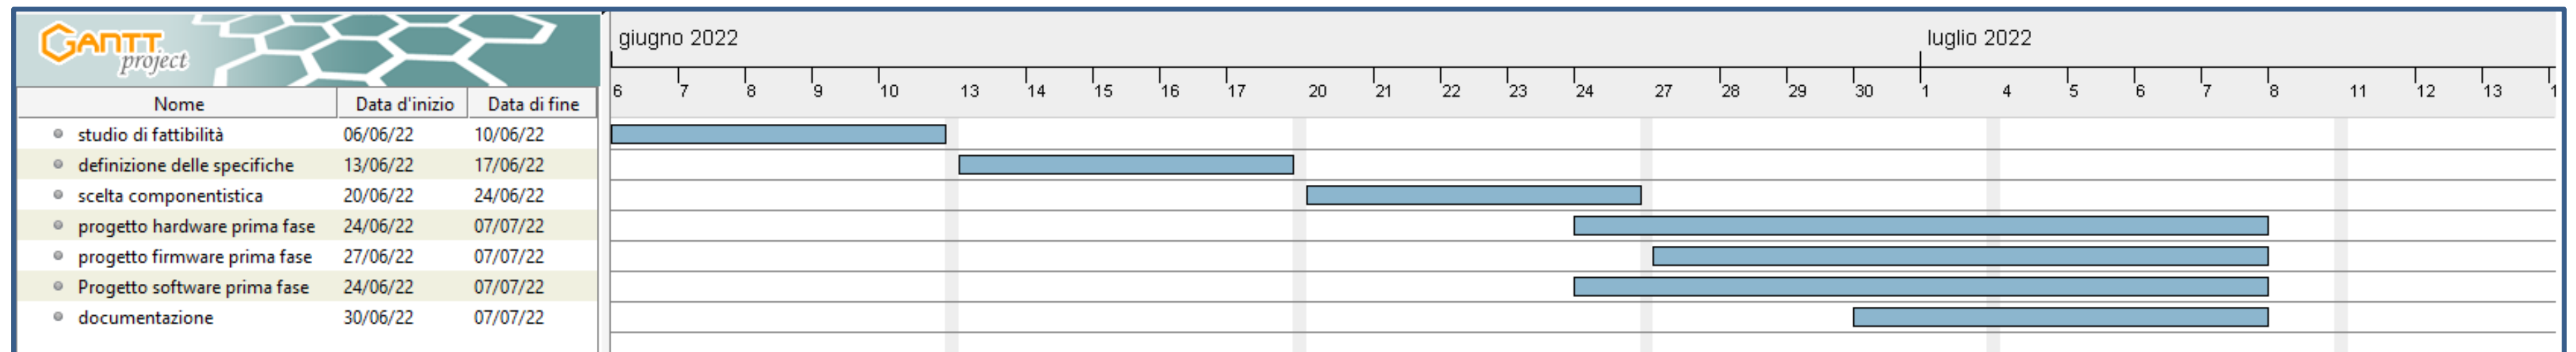 GANTT
project
giugno 2022 luglio 2022
6 7 8 9 10 13 14 15 16 17 20 21 22 23 24 27 28 29 30 1 4 5 6 7 8 11 12 13 1
Nome Data d'inizio Data di fine
studio di fattibilità 06/06/22 10/06/22
definizione delle specifiche 13/06/22 17/06/22
scelta componentistica 20/06/22 24/06/22
progetto hardware prima fase 24/06/22 07/07/22
progetto firmware prima fase 27/06/22 07/07/22
Progetto software prima fase 24/06/22 07/07/22
documentazione 30/06/22 07/07/22